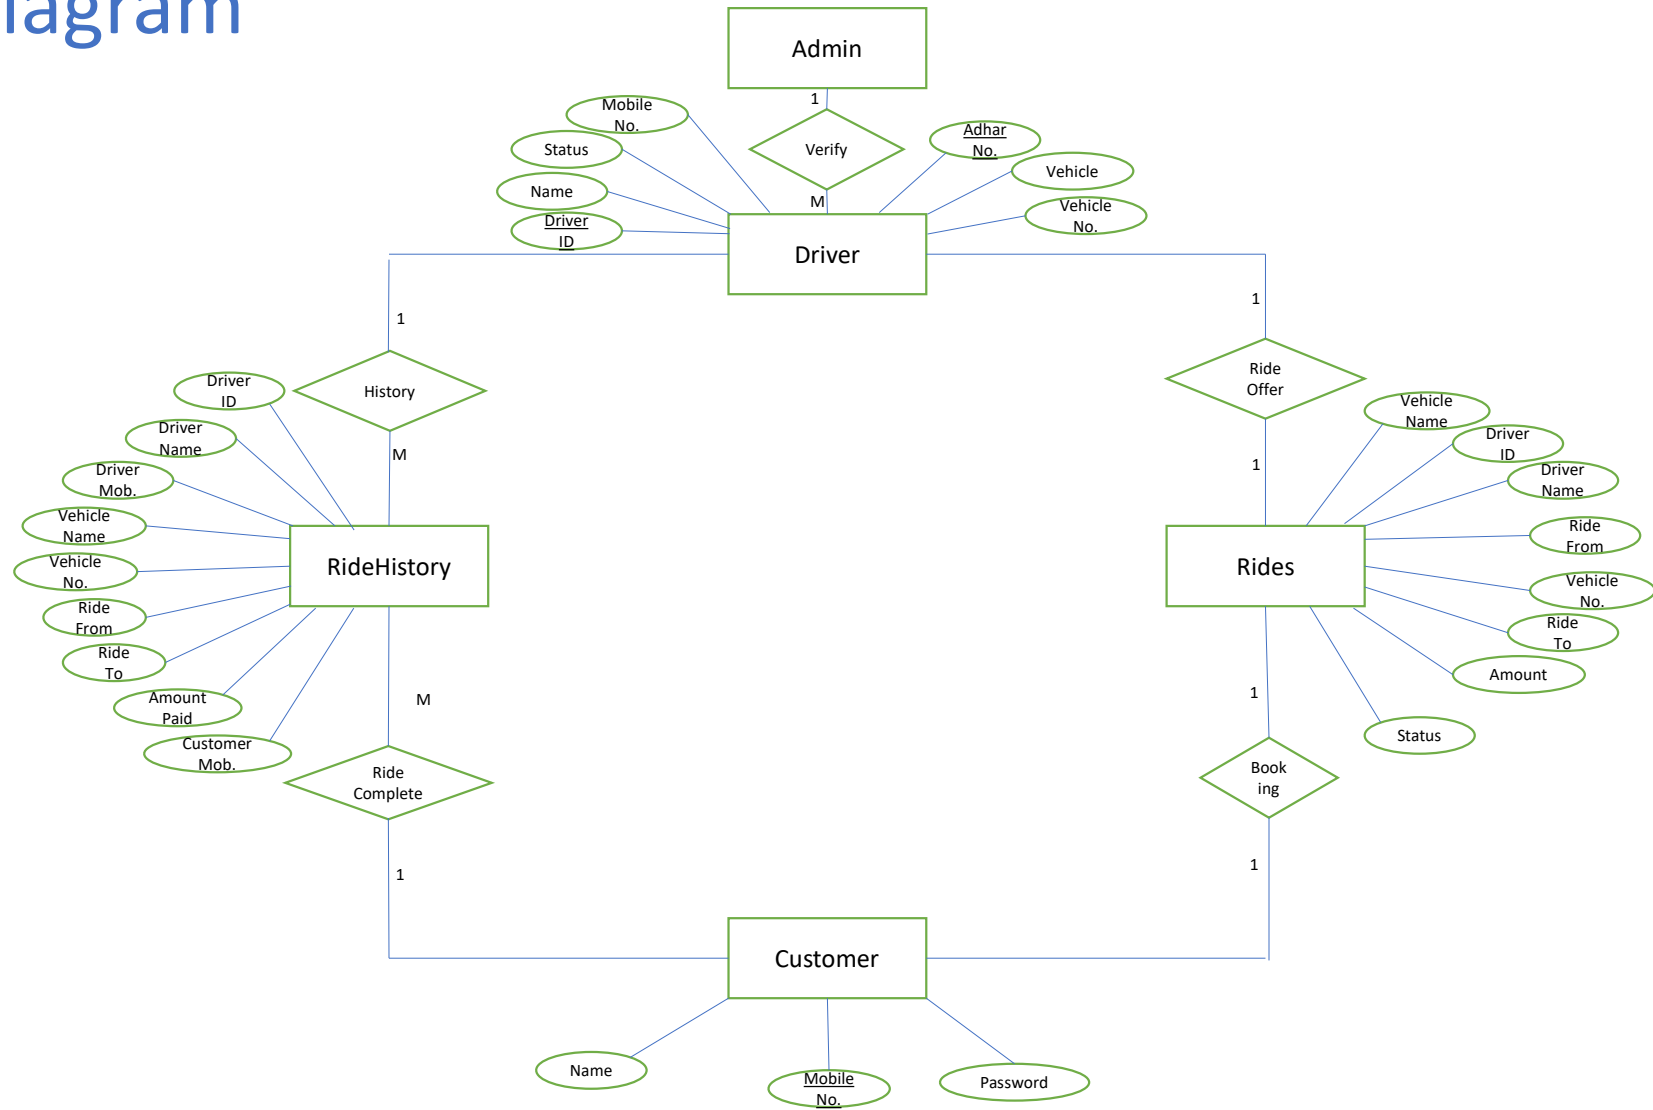 iagram
Admin
1
Verify
M
Mobile
No.
Status
Name
Driver
ID
Adhar
No.
Vehicle
Vehicle
No.
Driver
1
History
M
1
Ride
Offer
1
Driver
ID
Driver
Name
Driver
Mob.
Vehicle
Name
Vehicle
No.
Ride
From
Ride
To
Amount
Paid
Customer
Mob.
RideHistory
Vehicle
Name
Driver
ID
Driver
Name
Ride
From
Vehicle
No.
Ride
To
Amount
Status
Rides
M
Ride
Complete
1
1
Book
ing
1
Customer
Name
Mobile
No.
Password